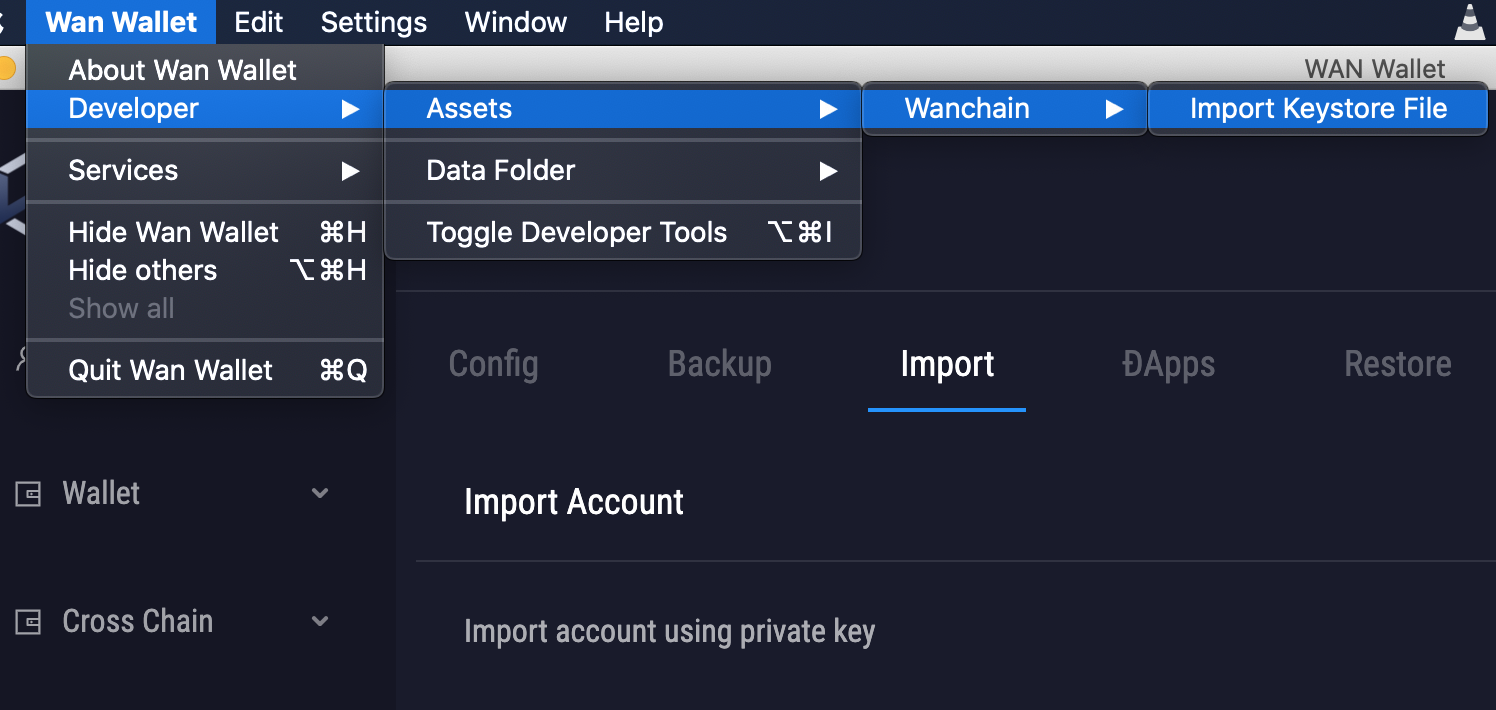 Wan Wallet Edit Settings Window Help
WAN Wallet
About Wan Wallet
Developer ▶ Assets ▶ Wanchain ▶ Import Keystore File
Services ▶ Data Folder ▶
Hide Wan Wallet ⌘H Toggle Developer Tools ⌥⌘I
Hide others ⌥⌘H
Show all
Quit Wan Wallet ⌘Q
Config Backup Import ĐApps Restore
Wallet
Import Account
Cross Chain
Import account using private key